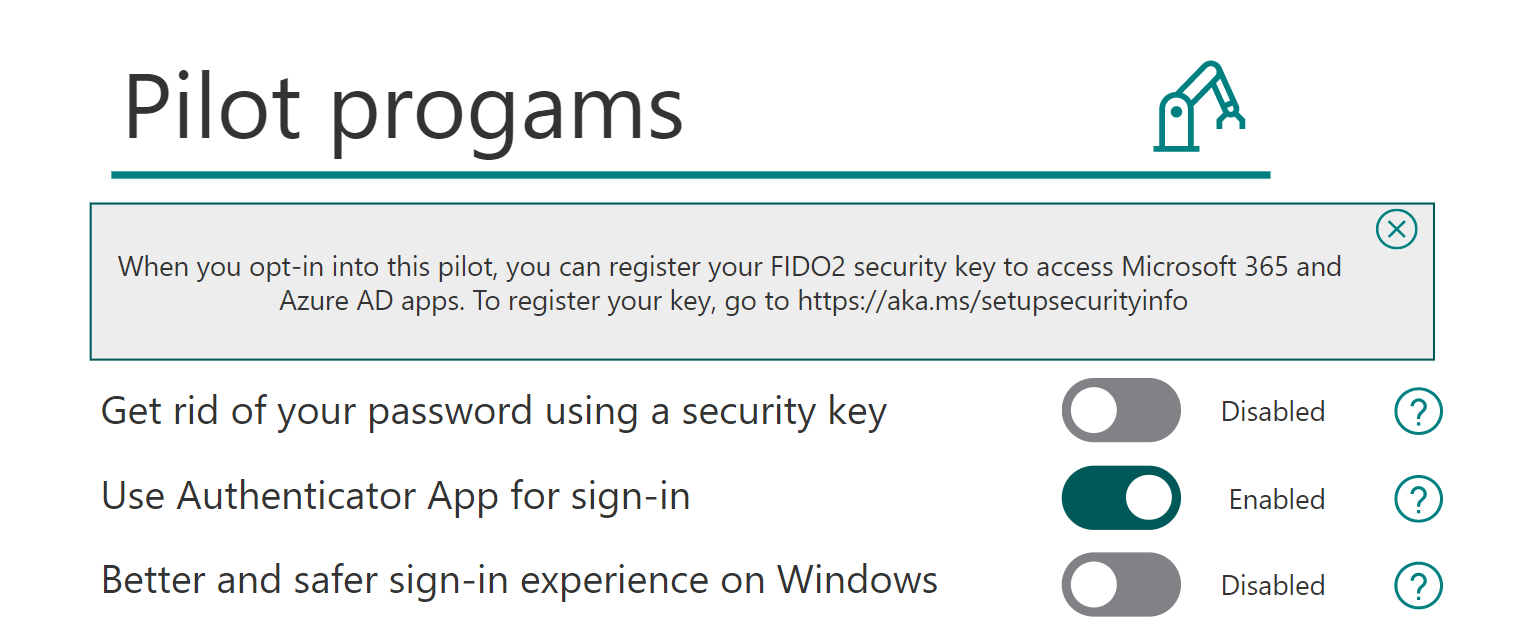 Pilot progams
When you opt-in into this pilot, you can register your FIDO2 security key to access Microsoft 365 and
Azure AD apps. To register your key, go to https://aka.ms/setupsecurityinfo
Get rid of your password using a security key Disabled ?
Use Authenticator App for sign-in Enabled ?
Better and safer sign-in experience on Windows Disabled ?